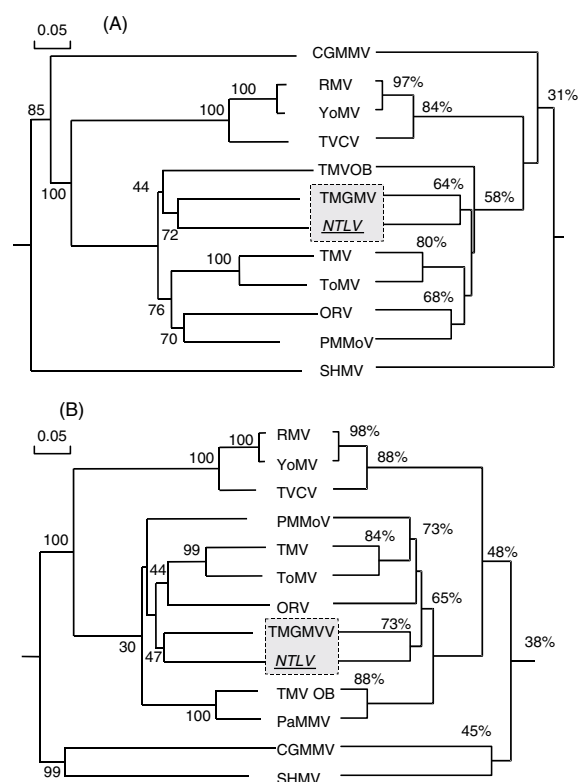 (A)
0.05
CGMMV
RMV
97%
85
100
31%
100
YoMV
84%
TVCV
44
TMVOB
100
TMGMV
64%
58%
72
NTLV
100
TMV
80%
ToMV
76
ORV
68%
70
PMMoV
SHMV
(B)
0.05
RMV
98%
100
100
YoMV
88%
TVCV
100
PMMoV
73%
99
TMV
84%
48%
44
ToMV
ORV
65%
TMGMVV
73%
30
47
NTLV
38%
TMV OB
88%
100
PaMMV
45%
CGMMV
99
SHMV